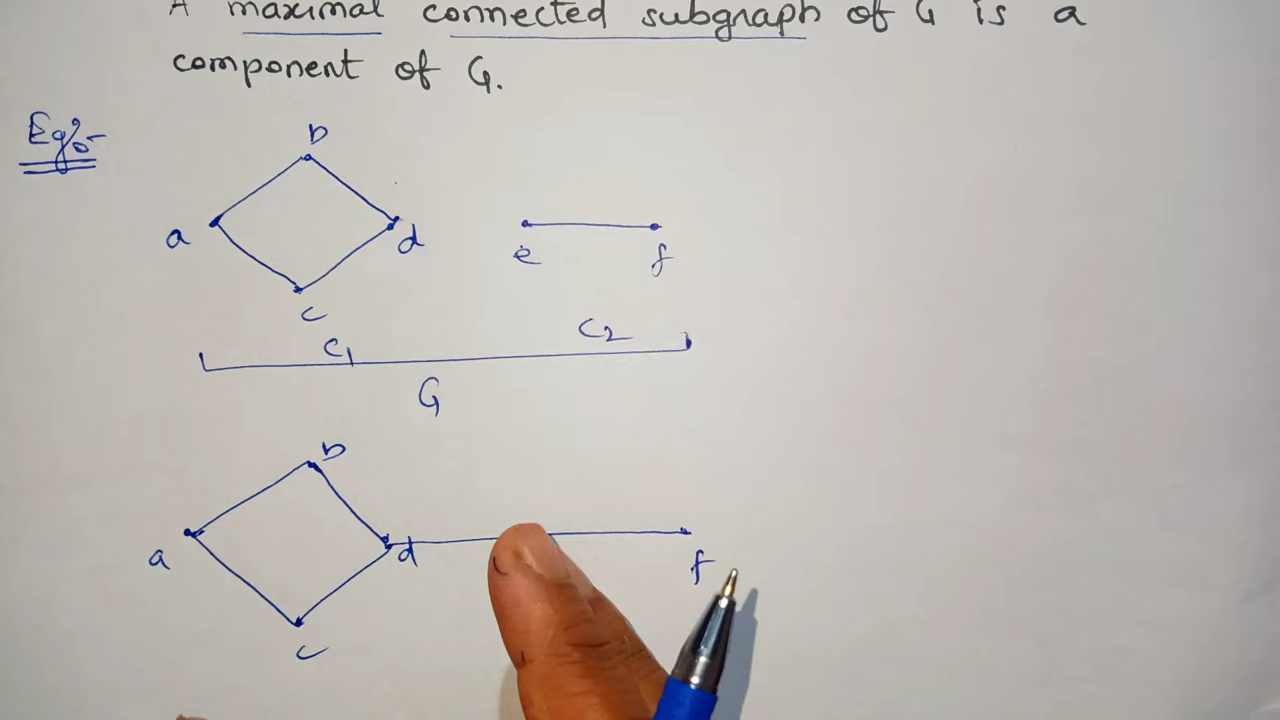 A maximal connected subgraph of G is a
component of G.
Eg:-
b
a
d
e
f
c
C1
C2
G
b
a
d
f
c